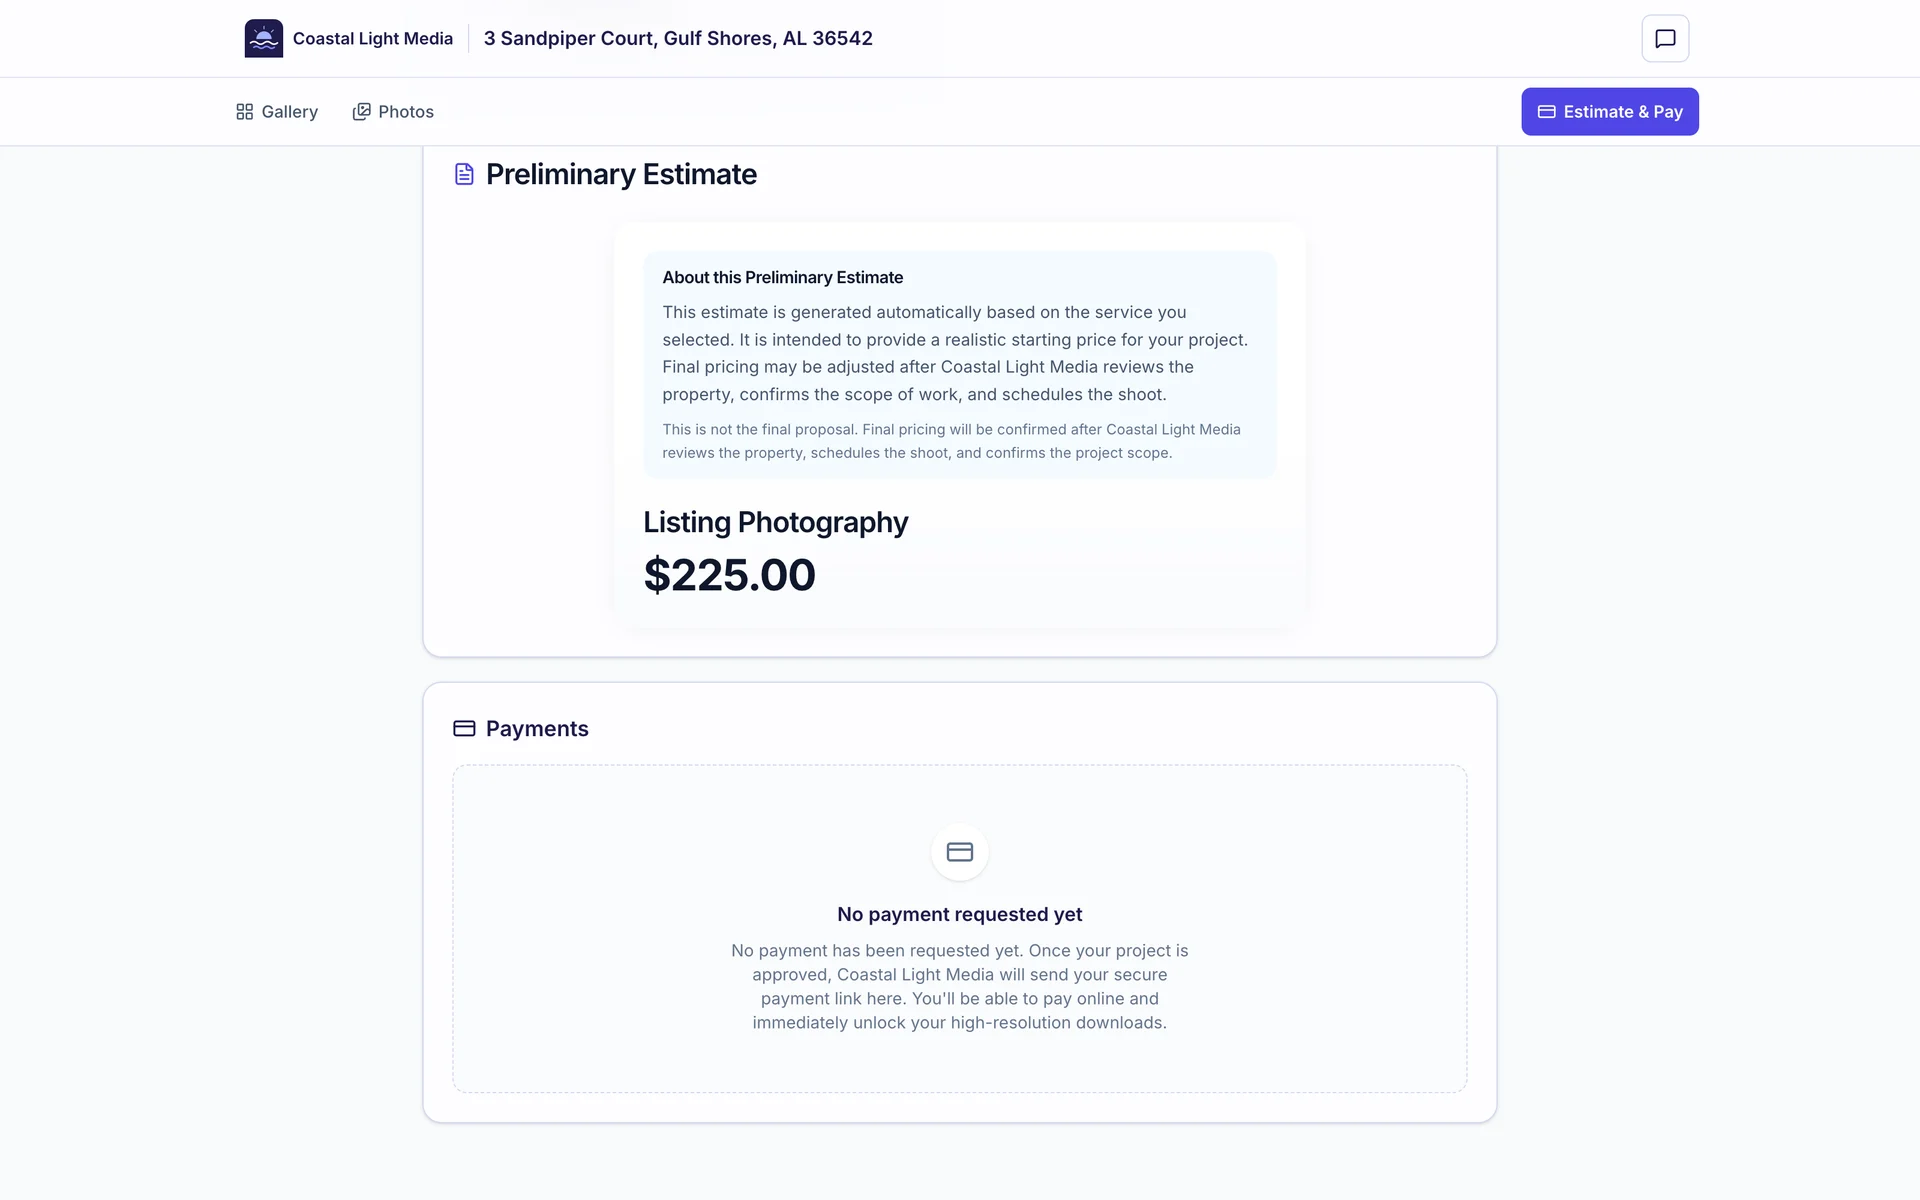 Coastal Light Media
3 Sandpiper Court, Gulf Shores, AL 36542
Gallery
Photos
Estimate & Pay
Preliminary Estimate
About this Preliminary Estimate
This estimate is generated automatically based on the service you
selected. It is intended to provide a realistic starting price for your project.
Final pricing may be adjusted after Coastal Light Media reviews the
property, confirms the scope of work, and schedules the shoot.
This is not the final proposal. Final pricing will be confirmed after Coastal Light Media
reviews the property, schedules the shoot, and confirms the project scope.
Listing Photography
$225.00
Payments
No payment requested yet
No payment has been requested yet. Once your project is
approved, Coastal Light Media will send your secure
payment link here. You'll be able to pay online and
immediately unlock your high-resolution downloads.